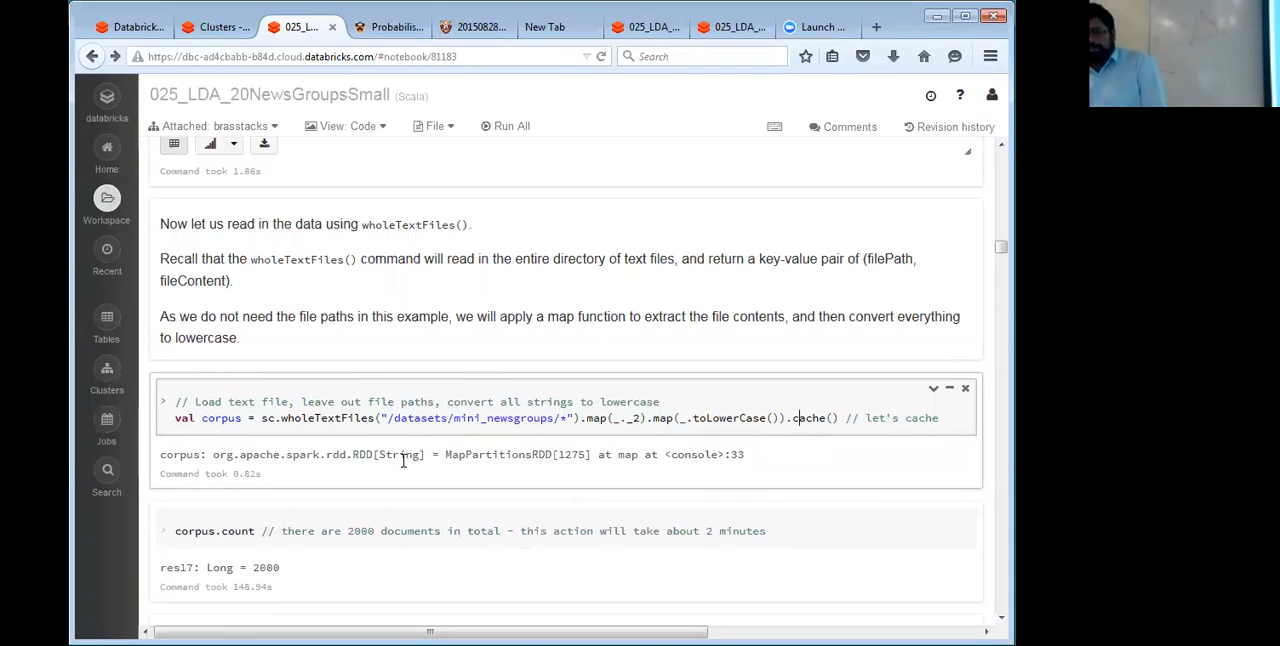 Databrick...
Clusters -...
025_L...
Probabilis...
20150828...
New Tab
025_LDA_...
025_LDA_...
Launch ...
https://dbc-ad4cbabb-b84d.cloud.databricks.com/#notebook/81183
Search
databricks
Home
Workspace
Recent
Tables
Clusters
Jobs
Search
025_LDA_20NewsGroupsSmall (Scala)
Attached: brasstacks
View: Code
File
Run All
Comments
Revision history
Command took 1.86s
Now let us read in the data using wholeTextFiles().
Recall that the wholeTextFiles() command will read in the entire directory of text files, and return a key-value pair of (filePath,
fileContent).
As we do not need the file paths in this example, we will apply a map function to extract the file contents, and then convert everything
to lowercase.
> // Load text file, leave out file paths, convert all strings to lowercase
val corpus = sc.wholeTextFiles("/datasets/mini_newsgroups/*").map(_._2).map(_.toLowerCase()).cache() // let's cache
corpus: org.apache.spark.rdd.RDD[String] = MapPartitionsRDD[1275] at map at <console>:33
Command took 0.82s
> corpus.count // there are 2000 documents in total - this action will take about 2 minutes
res17: Long = 2000
Command took 148.94s